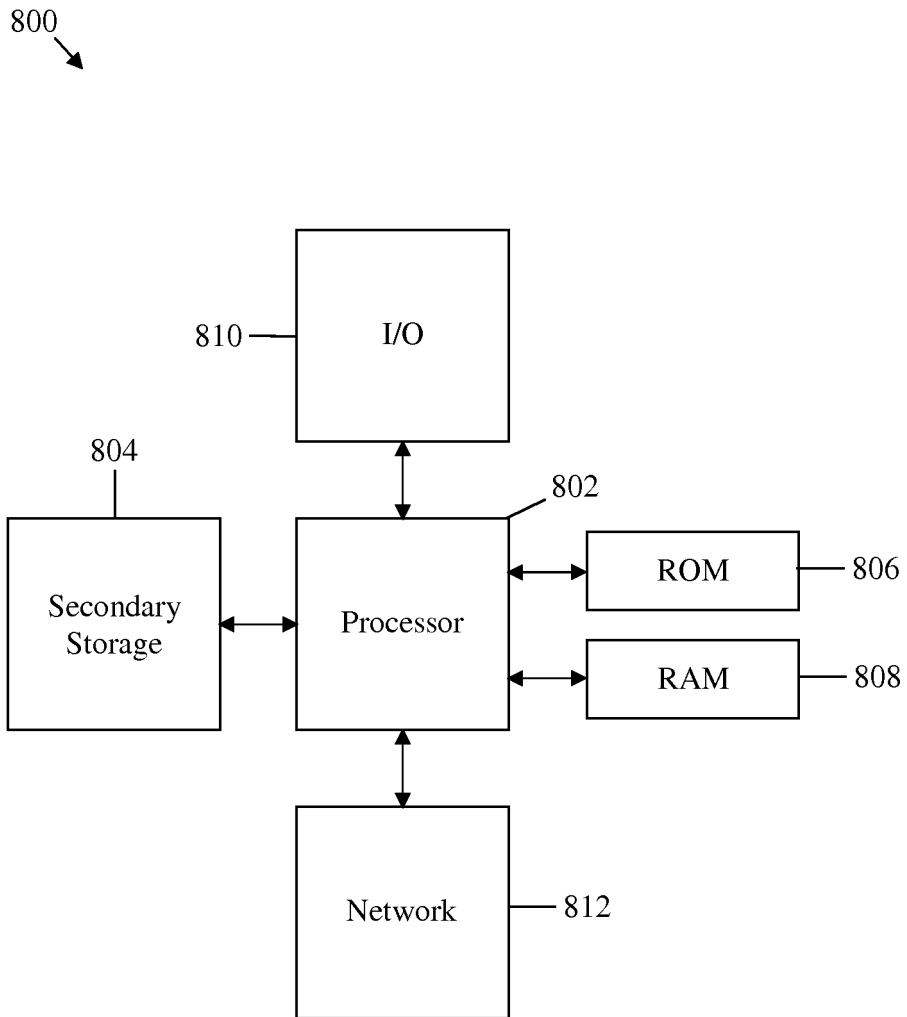 800
810
I/O
804
802
Secondary
Storage
Processor
ROM
806
RAM
808
Network
812